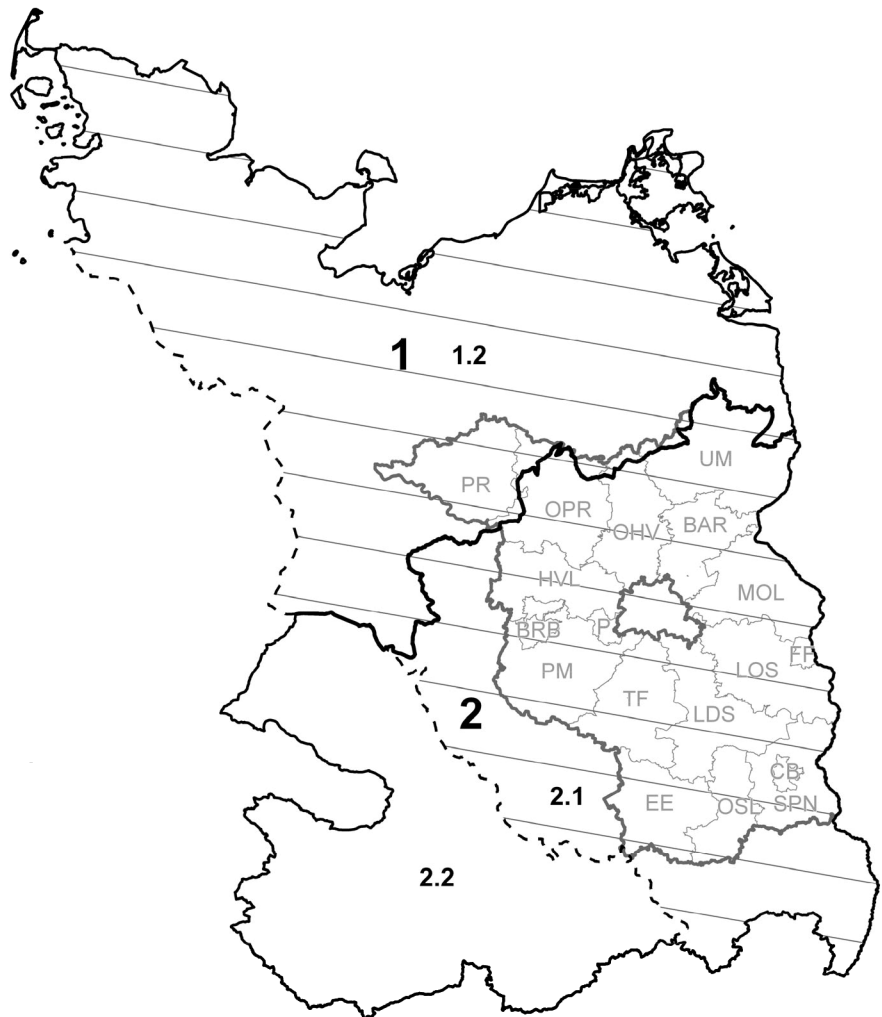 1 1.2
UM
PR
OPR
BAR
OHV
HVL
MOL
BRB P FF
PM LOS
TF
LDS
2
CB
2.1
EE OSL SPN
2.2